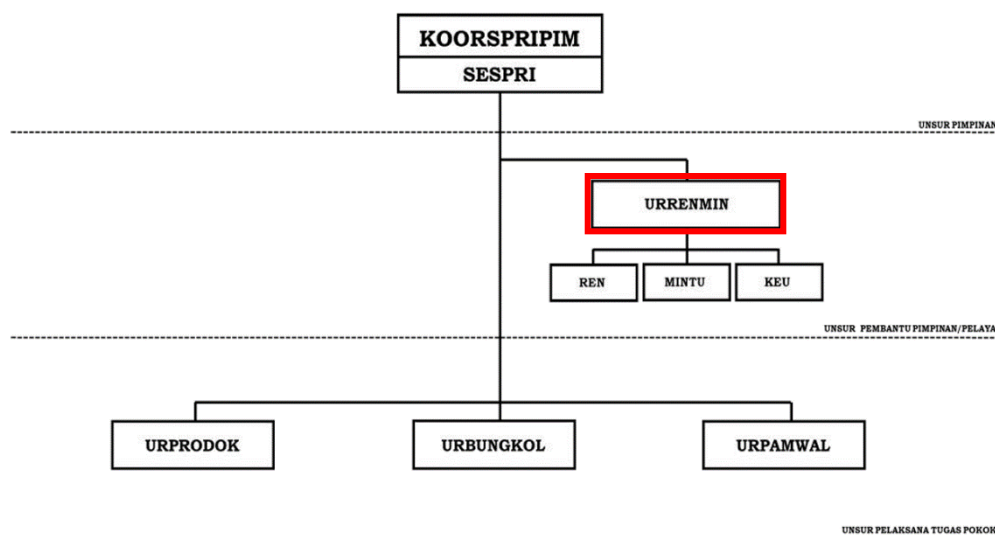 KOORSPRIPIM
SESPRI
UNSUR PIMPINAN
URRENMIN
REN
MINTU
KEU
UNSUR PEMBANTU PIMPINAN/PELAYA
URPRODOK
URBUNGKOL
URPAMWAL
UNSUR PELAKSANA TUGAS POKOK